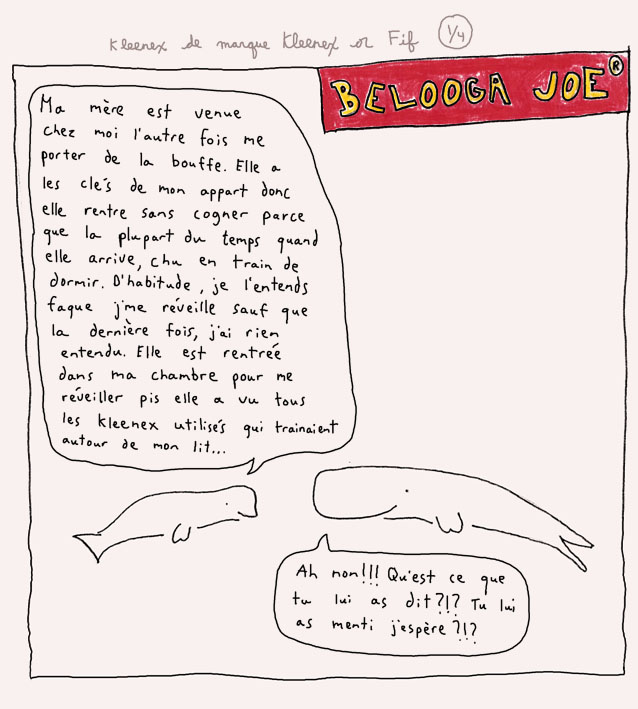 Kleenex de marque Kleenex ou Fif 1/4
BELOOGA JOE®
Ma mère est venue
chez moi l'autre fois me
porter de la bouffe. Elle a
les clés de mon appart donc
elle rentre sans cogner parce
que la plupart du temps quand
elle arrive, chu en train de
dormir. D'habitude, je l'entends
faque j'me réveille sauf que
la dernière fois, j'ai rien
entendu. Elle est rentrée
dans ma chambre pour me
réveiller pis elle a vu tous
les kleenex utilisés qui trainaient
autour de mon lit...
Ah non!!! Qu'est ce que
tu lui as dit?!? Tu lui
as menti j'espère?!?